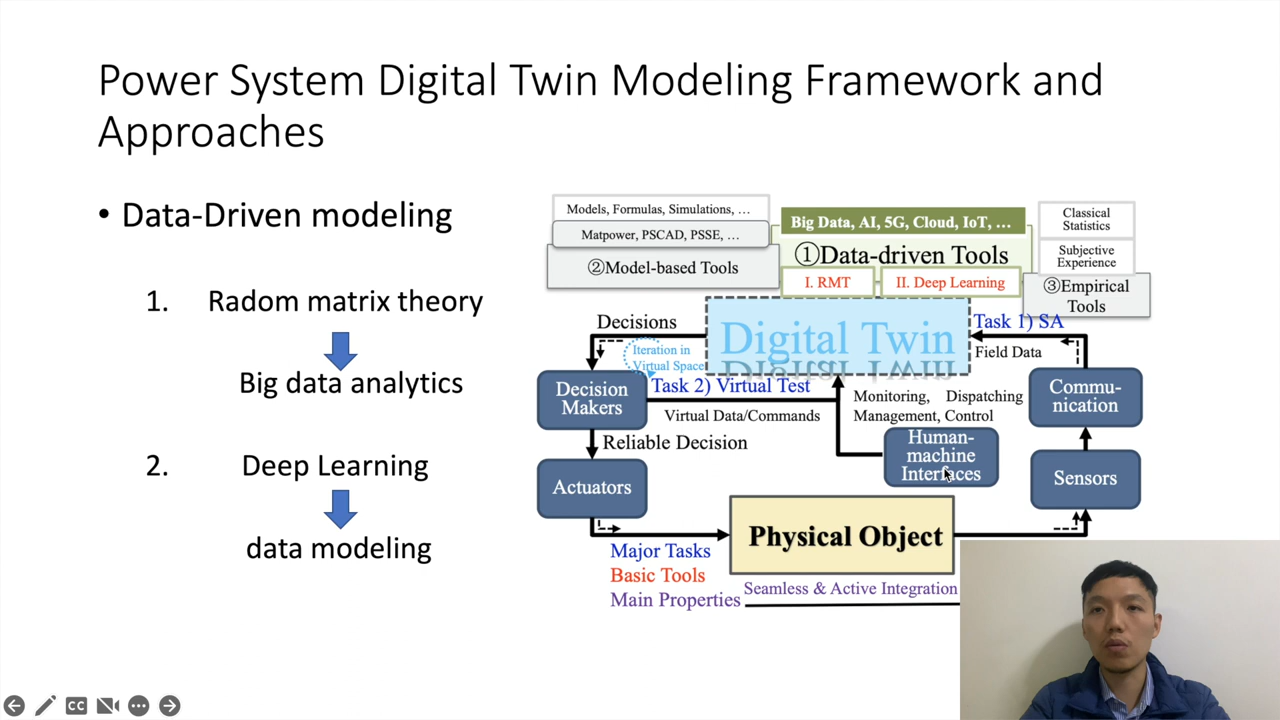 Power System Digital Twin Modeling Framework and
Approaches
• Data-Driven modeling
1. Radom matrix theory
Big data analytics
2. Deep Learning
data modeling
Models, Formulas, Simulations, ...
Matpower, PSCAD, PSSE, ...
②Model-based Tools
Big Data, AI, 5G, Cloud, IoT, ...
①Data-driven Tools
I. RMT
II. Deep Learning
Classical
Statistics
Subjective
Experience
③Empirical
Tools
Decisions
Digital Twin
Task 1) SA
Iteration in
Virtual Space
Field Data
Decision
Makers
Task 2) Virtual Test
Virtual Data/Commands
Monitoring, Dispatching
Management, Control
Commu-
nication
Reliable Decision
Human-
machine
Interfaces
Actuators
Sensors
Physical Object
Major Tasks
Basic Tools
Main Properties
Seamless & Active Integration
CC